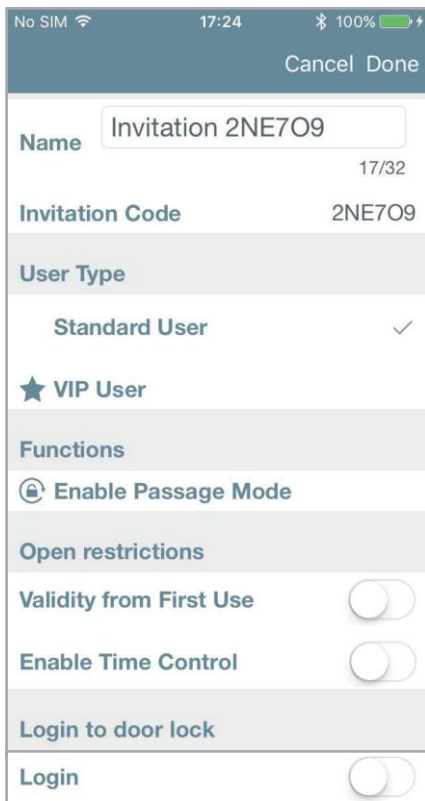 No SIM 17:24 100%
Cancel Done
Name Invitation 2NE7O9
17/32
Invitation Code 2NE7O9
User Type
Standard User
VIP User
Functions
Enable Passage Mode
Open restrictions
Validity from First Use
Enable Time Control
Login to door lock
Login